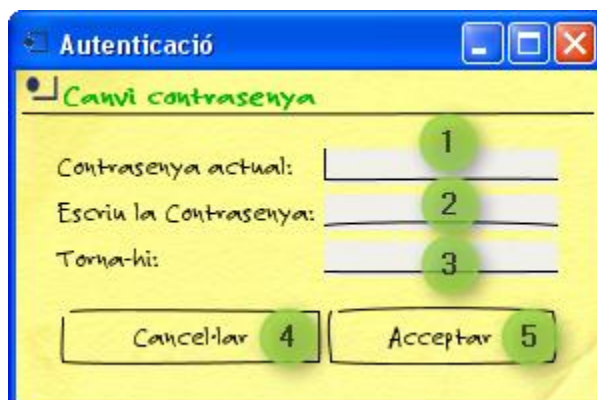 Autenticació
Canvi contrasenya
1
Contrasenya actual:
2
Escriu la Contrasenya:
Torna-hi:
3
Cancel·lar 4 Acceptar 5